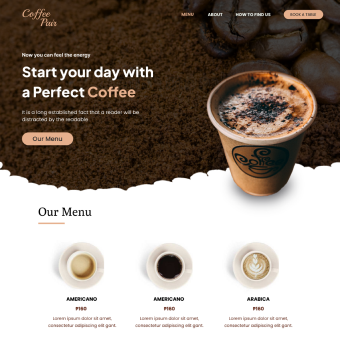 Coffee
Pair
MENU ABOUT HOW TO FIND US BOOK A TABLE
Now you can feel the energy
Start your day with
a Perfect Coffee
It is a long established fact that a reader will be
distracted by the readable
Our Menu
Our Menu
AMERICANO AMERICANO ARABICA
₱160 ₱160 ₱160
Lorem ipsum dolor sit amet, Lorem ipsum dolor sit amet, Lorem ipsum dolor sit amet,
consectetur adipiscing elit gant. consectetur adipiscing elit gant. consectetur adipiscing elit gant.